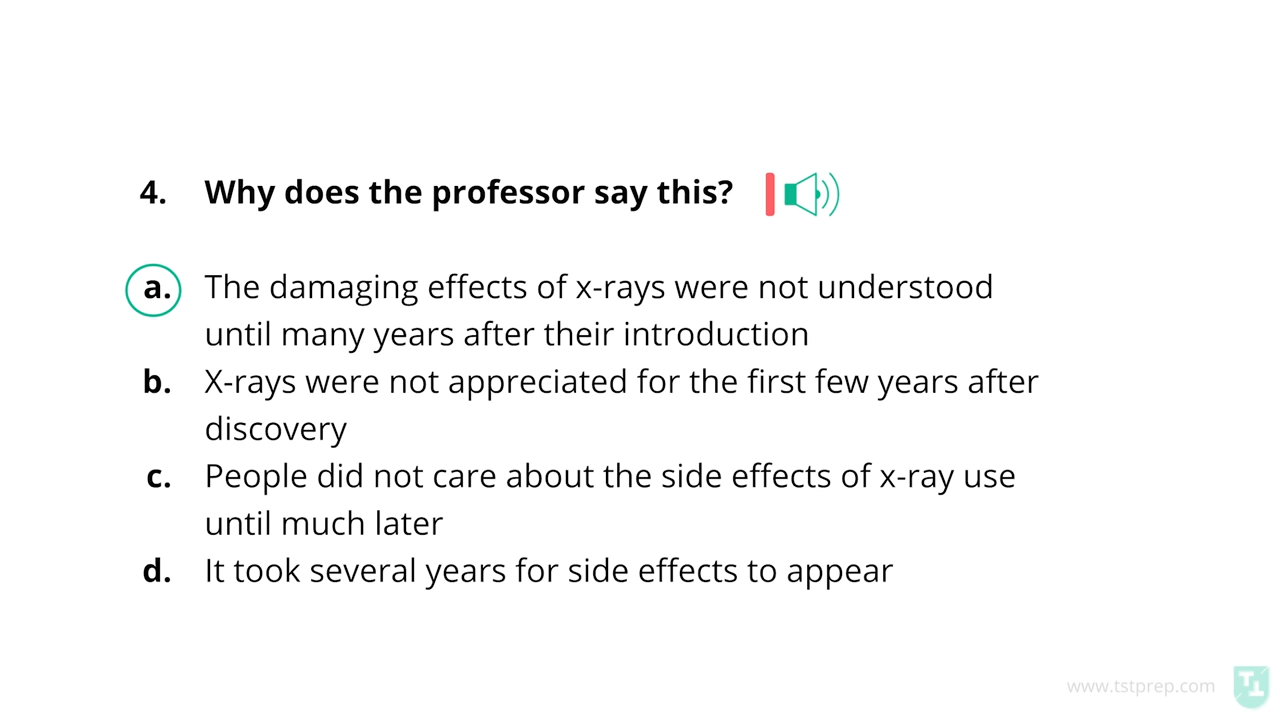 4. Why does the professor say this?
a. The damaging effects of x-rays were not understood
until many years after their introduction
b. X-rays were not appreciated for the first few years after
discovery
c. People did not care about the side effects of x-ray use
until much later
d. It took several years for side effects to appear
www.tstprep.com